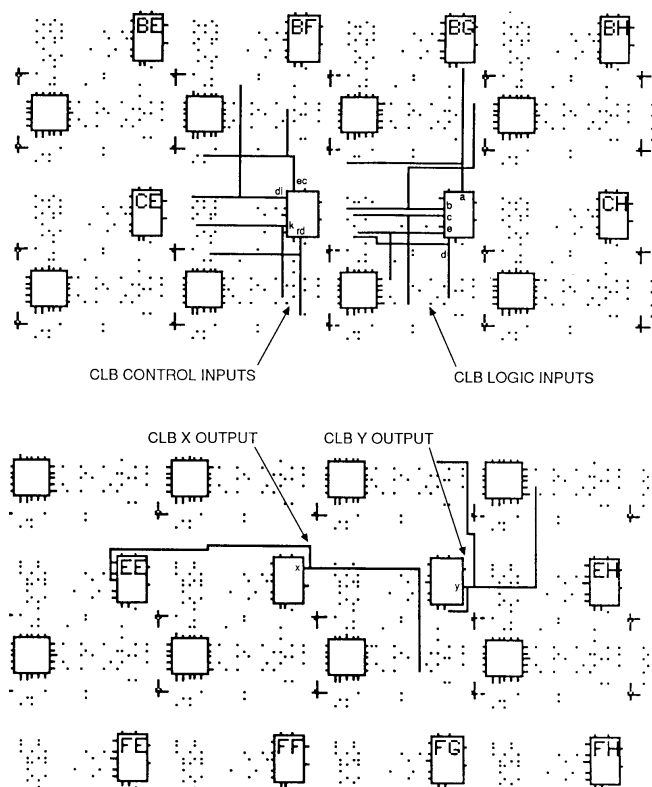 BE BF BG BH
ec
di
a
b
CE
c
CH
k
rd
e
d
CLB CONTROL INPUTS
CLB LOGIC INPUTS
CLB X OUTPUT
CLB Y OUTPUT
EE
x
y
EH
FE FF FG FH